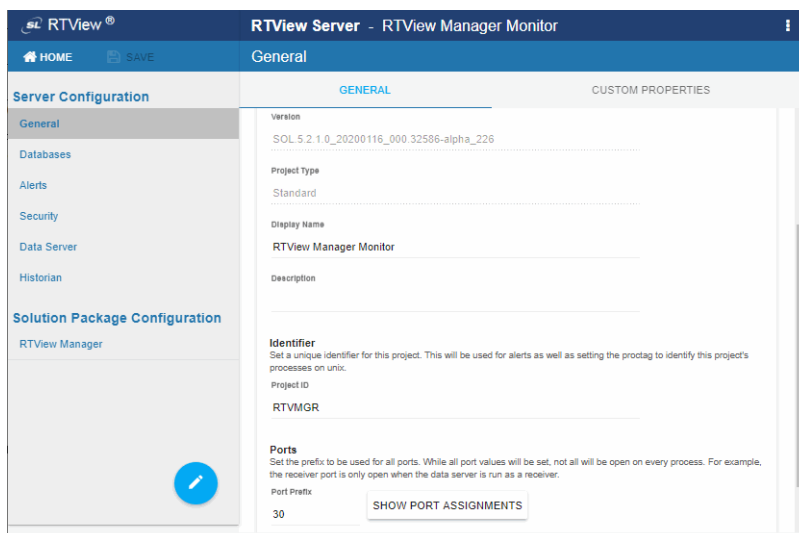 SL RTView ®
RTView Server - RTView Manager Monitor
HOME
SAVE
General
Server Configuration
General
Databases
Alerts
Security
Data Server
Historian
Solution Package Configuration
RTView Manager
GENERAL
CUSTOM PROPERTIES
Version
SOL.5.2.1.0_20200116_000.32586-alpha_226
Project Type
Standard
Display Name
RTView Manager Monitor
Description
Identifier
Set a unique identifier for this project. This will be used for alerts as well as setting the proctag to identify this project's
processes on unix.
Project ID
RTVMGR
Ports
Set the prefix to be used for all ports. While all port values will be set, not all will be open on every process. For example,
the receiver port is only open when the data server is run as a receiver.
Port Prefix
30
SHOW PORT ASSIGNMENTS